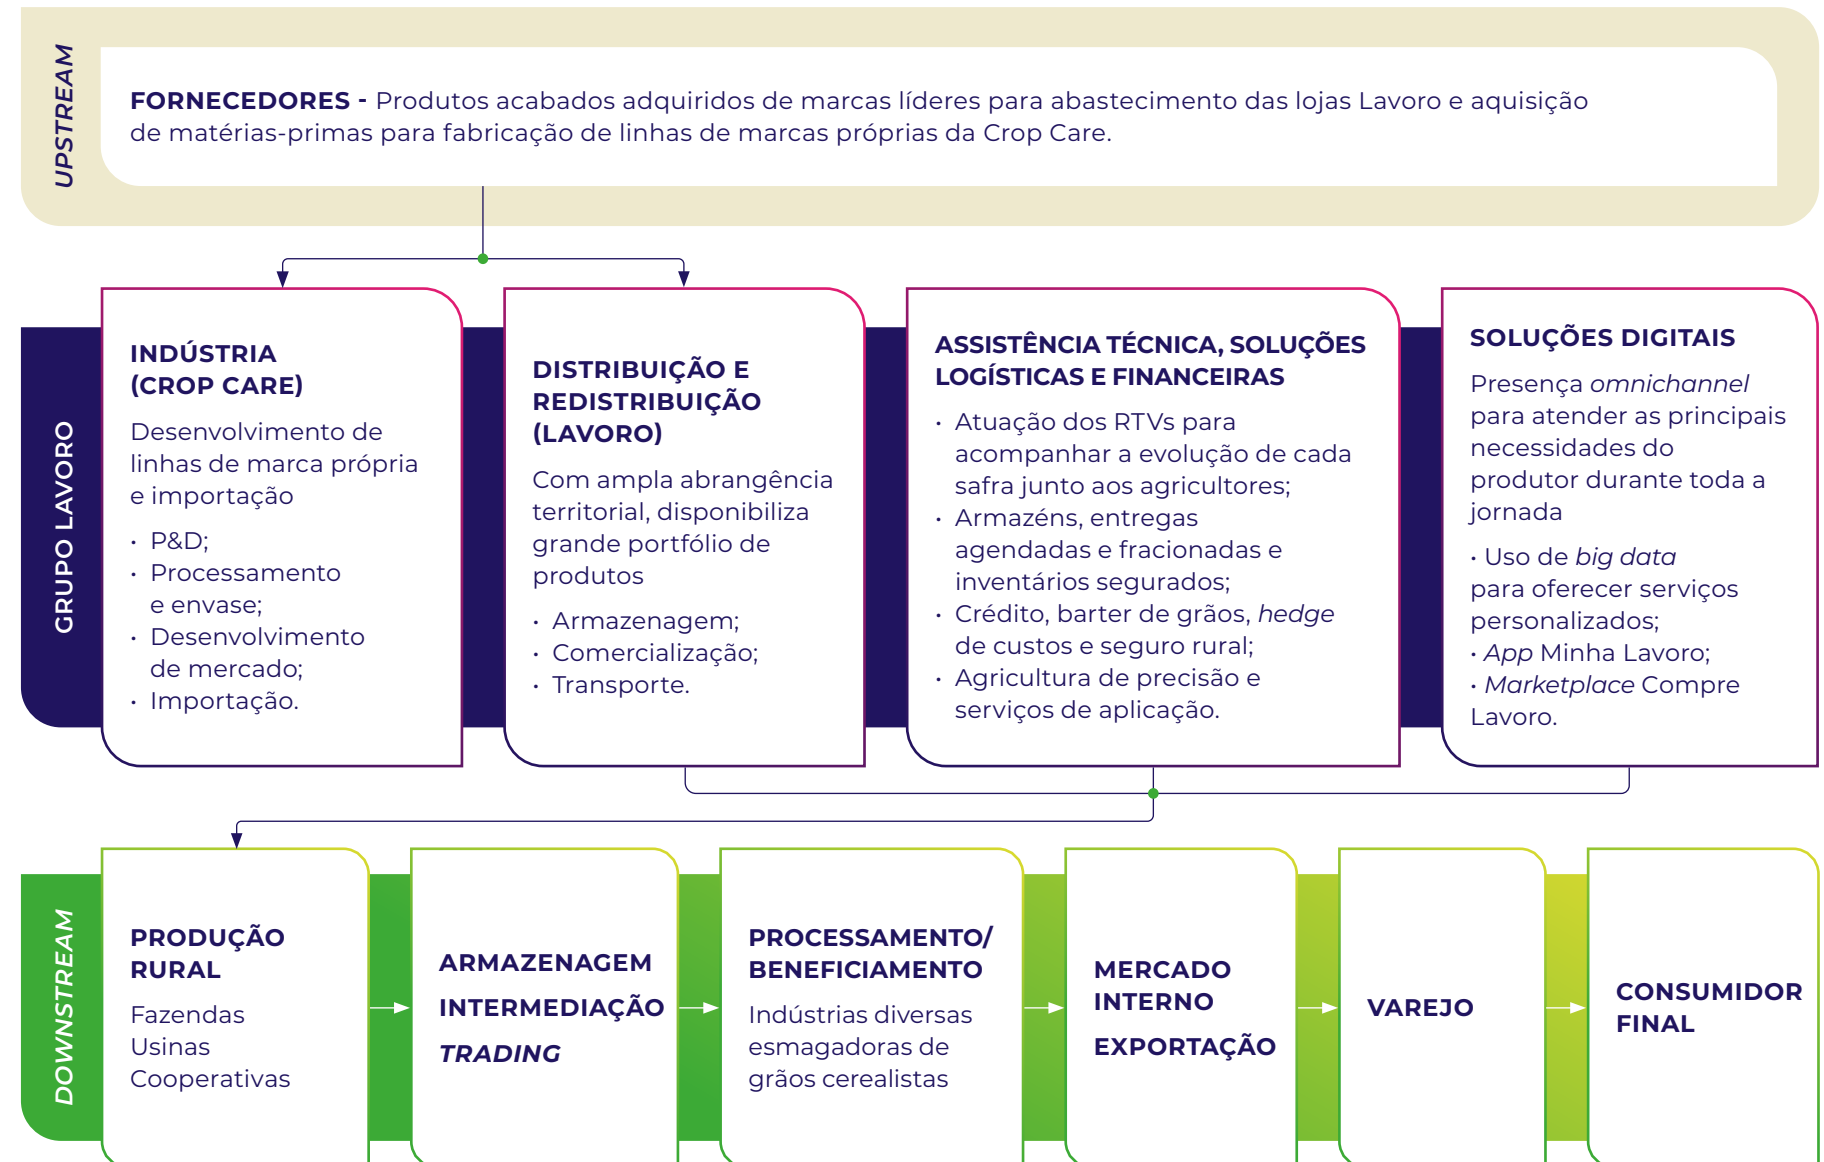 UPSTREAM
FORNECEDORES - Produtos acabados adquiridos de marcas líderes para abastecimento das lojas Lavoro e aquisição
de matérias-primas para fabricação de linhas de marcas próprias da Crop Care.
GRUPO LAVORO
INDÚSTRIA
(CROP CARE)
Desenvolvimento de
linhas de marca própria
e importação
· P&D;
· Processamento
e envase;
· Desenvolvimento
de mercado;
· Importação.
DISTRIBUIÇÃO E
REDISTRIBUIÇÃO
(LAVORO)
Com ampla abrangência
territorial, disponibiliza
grande portfólio de
produtos
· Armazenagem;
· Comercialização;
· Transporte.
ASSISTÊNCIA TÉCNICA, SOLUÇÕES
LOGÍSTICAS E FINANCEIRAS
· Atuação dos RTVs para
acompanhar a evolução de cada
safra junto aos agricultores;
· Armazéns, entregas
agendadas e fracionadas e
inventários segurados;
· Crédito, barter de grãos, hedge
de custos e seguro rural;
· Agricultura de precisão e
serviços de aplicação.
SOLUÇÕES DIGITAIS
Presença omnichannel
para atender as principais
necessidades do
produtor durante toda a
jornada
· Uso de big data
para oferecer serviços
personalizados;
· App Minha Lavoro;
· Marketplace Compre
Lavoro.
DOWNSTREAM
PRODUÇÃO
RURAL
Fazendas
Usinas
Cooperativas
ARMAZENAGEM
INTERMEDIAÇÃO
TRADING
PROCESSAMENTO/
BENEFICIAMENTO
Indústrias diversas
esmagadoras de
grãos cerealistas
MERCADO
INTERNO
EXPORTAÇÃO
VAREJO
CONSUMIDOR
FINAL